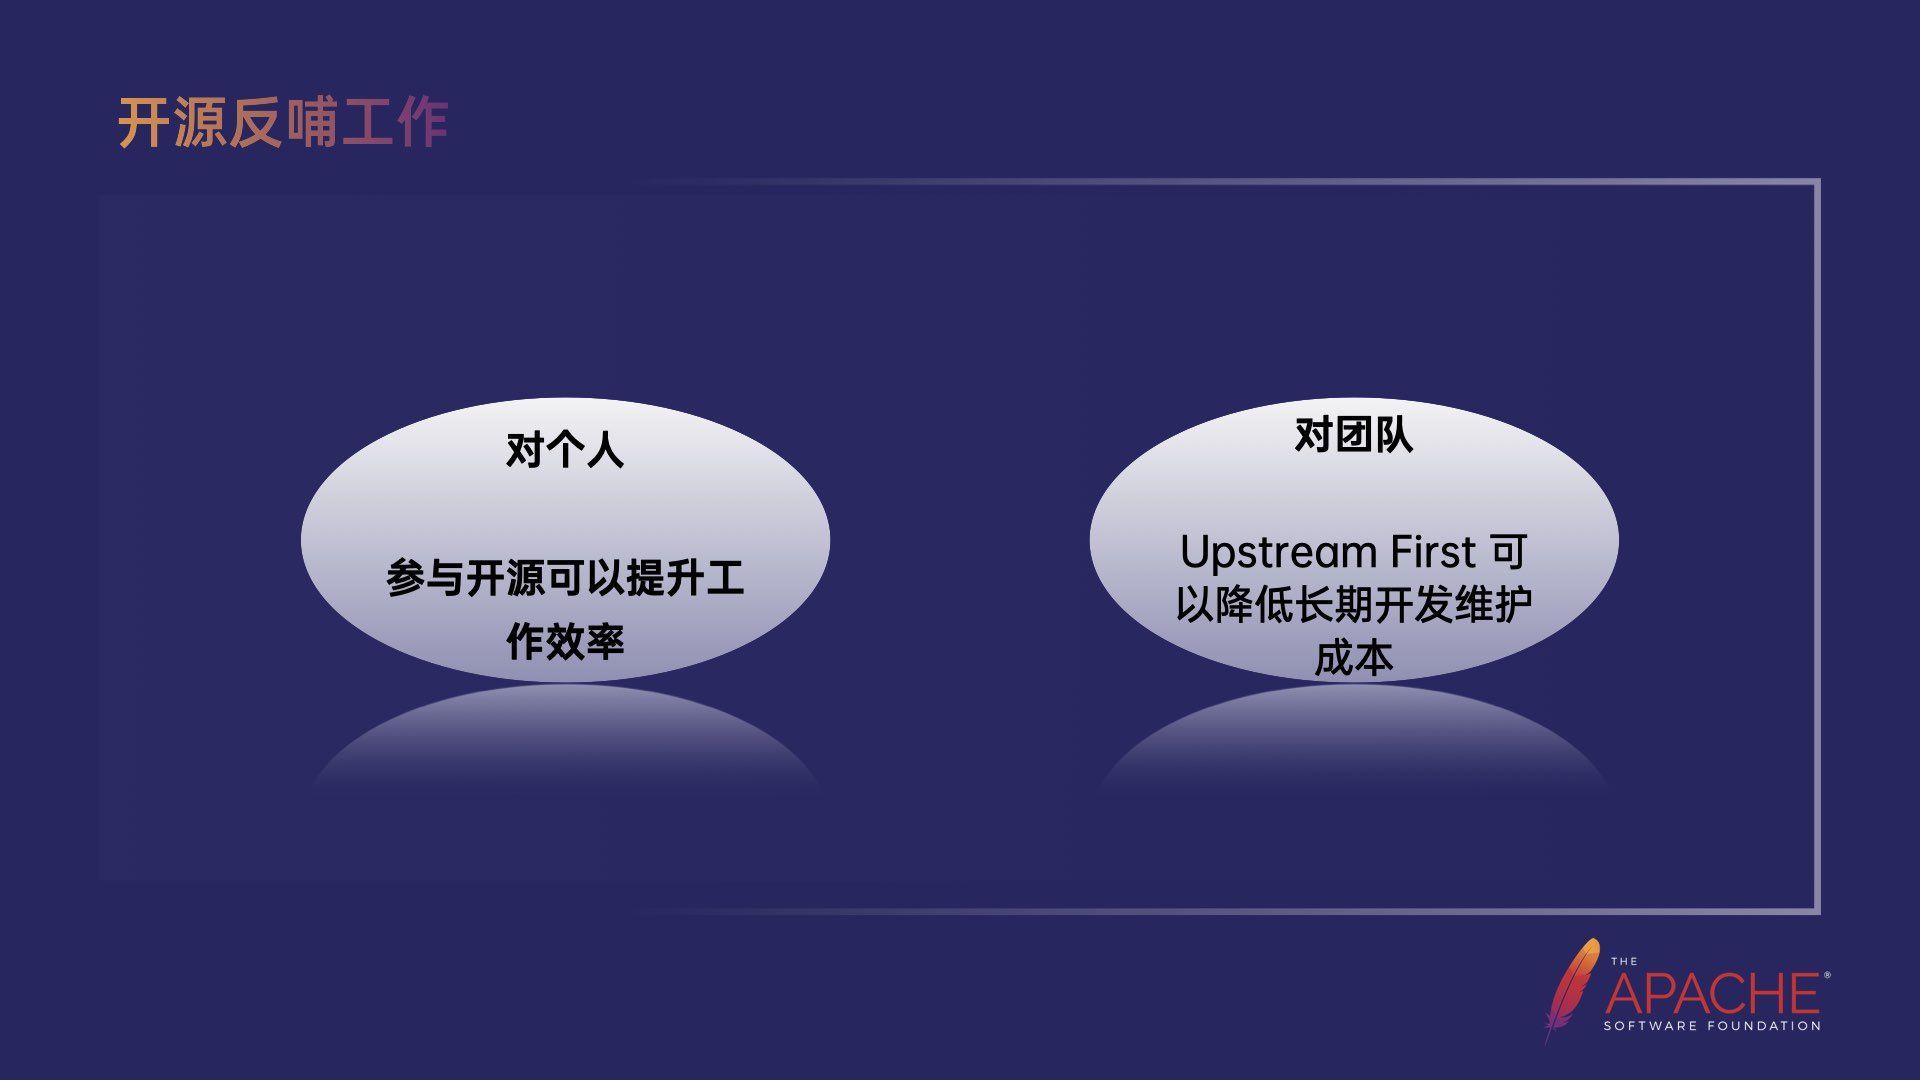 开源反哺工作
对个人
参与开源可以提升工
作效率
对团队
Upstream First 可
以降低长期开发维护
成本
THE
APACHE®
SOFTWARE FOUNDATION